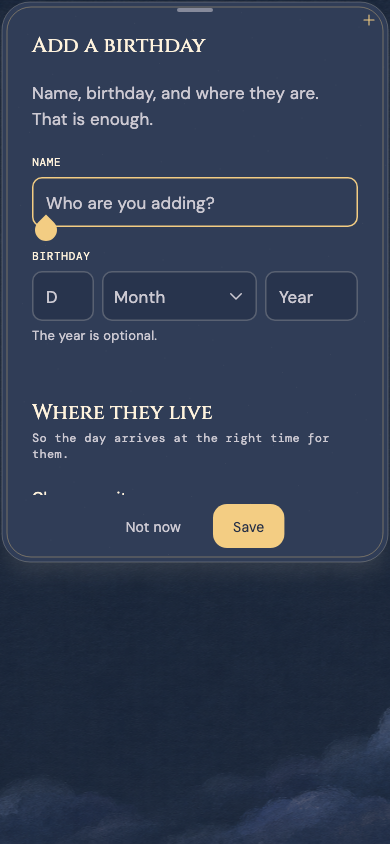 Add a birthday
Name, birthday, and where they are.
That is enough.
NAME
Who are you adding?
BIRTHDAY
D
Month
Year
The year is optional.
Where they live
So the day arrives at the right time for
them.
Not now
Save